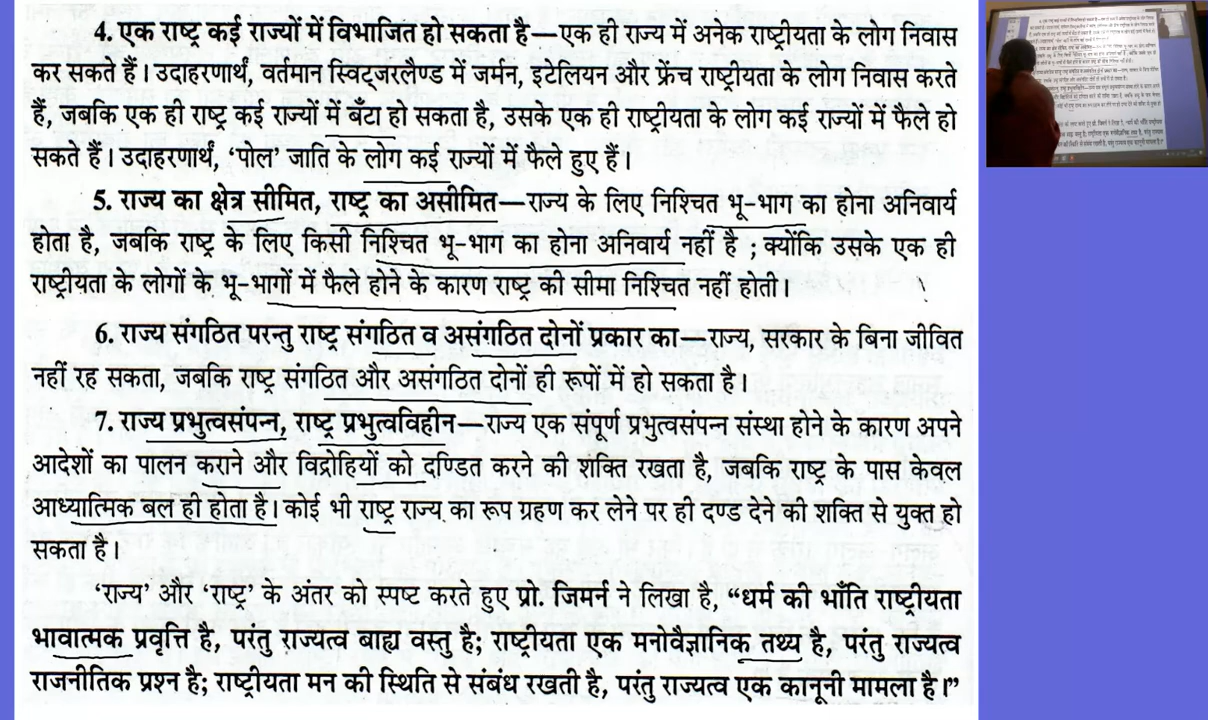 4. एक राष्ट्र कई राज्यों में विभाजित हो सकता है—एक ही राज्य में अनेक राष्ट्रीयता के लोग निवास
कर सकते हैं। उदाहरणार्थ, वर्तमान स्विट्जरलैण्ड में जर्मन, इटेलियन और फ्रेंच राष्ट्रीयता के लोग निवास करते
हैं, जबकि एक ही राष्ट्र कई राज्यों में बँटा हो सकता है, उसके एक ही राष्ट्रीयता के लोग कई राज्यों में फैले हो
सकते हैं। उदाहरणार्थ, ‘पोल’ जाति के लोग कई राज्यों में फैले हुए हैं।
5. राज्य का क्षेत्र सीमित, राष्ट्र का असीमित—राज्य के लिए निश्चित भू-भाग का होना अनिवार्य
होता है, जबकि राष्ट्र के लिए किसी निश्चित भू-भाग का होना अनिवार्य नहीं है ; क्योंकि उसके एक ही
राष्ट्रीयता के लोगों के भू-भागों में फैले होने के कारण राष्ट्र की सीमा निश्चित नहीं होती।
6. राज्य संगठित परन्तु राष्ट्र संगठित व असंगठित दोनों प्रकार का—राज्य, सरकार के बिना जीवित
नहीं रह सकता, जबकि राष्ट्र संगठित और असंगठित दोनों ही रूपों में हो सकता है।
7. राज्य प्रभुत्वसंपन्न, राष्ट्र प्रभुत्वविहीन—राज्य एक संपूर्ण प्रभुत्वसंपन्न संस्था होने के कारण अपने
आदेशों का पालन कराने और विद्रोहियों को दण्डित करने की शक्ति रखता है, जबकि राष्ट्र के पास केवल
आध्यात्मिक बल ही होता है। कोई भी राष्ट्र राज्य का रूप ग्रहण कर लेने पर ही दण्ड देने की शक्ति से युक्त हो
सकता है।
‘राज्य’ और ‘राष्ट्र’ के अंतर को स्पष्ट करते हुए प्रो. जिमर्न ने लिखा है, “धर्म की भाँति राष्ट्रीयता
भावात्मक प्रवृत्ति है, परंतु राज्यत्व बाह्य वस्तु है; राष्ट्रीयता एक मनोवैज्ञानिक तथ्य है, परंतु राज्यत्व
राजनीतिक प्रश्न है; राष्ट्रीयता मन की स्थिति से संबंध रखती है, परंतु राज्यत्व एक कानूनी मामला है।”